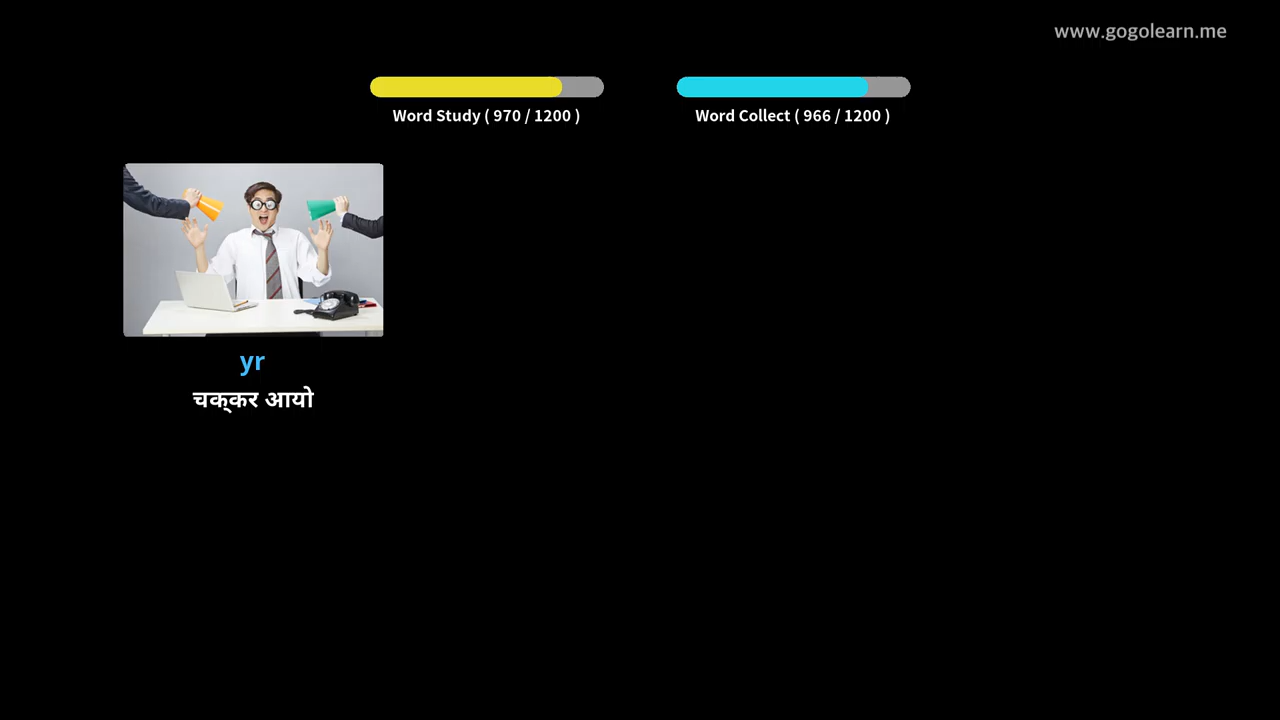 www.gogolearn.me
Word Study ( 970 / 1200 )
Word Collect ( 966 / 1200 )
yr
चक्‌कर आयो